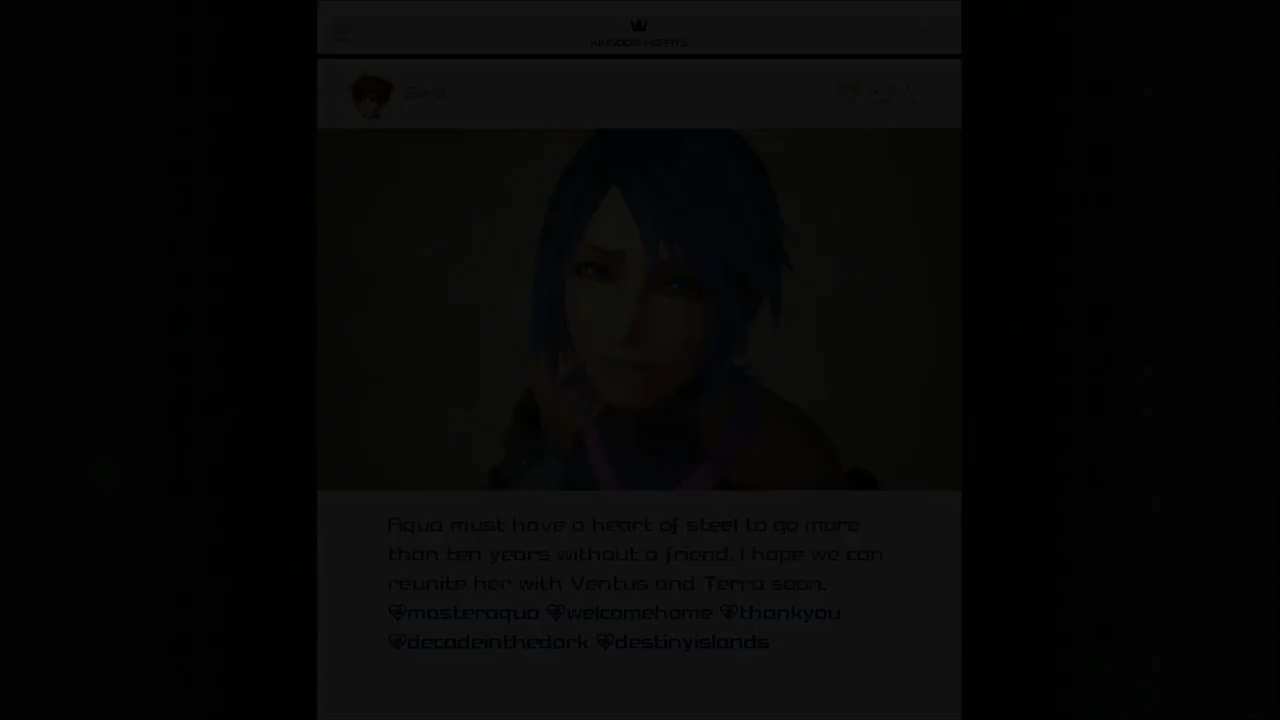 KINGDOM HEARTS
Sora
Aqua must have a heart of steel to go more
than ten years without a friend. I hope we can
reunite her with Ventus and Terra soon.
masteraqua welcomehome thankyou
decadeinthedark destinyislands